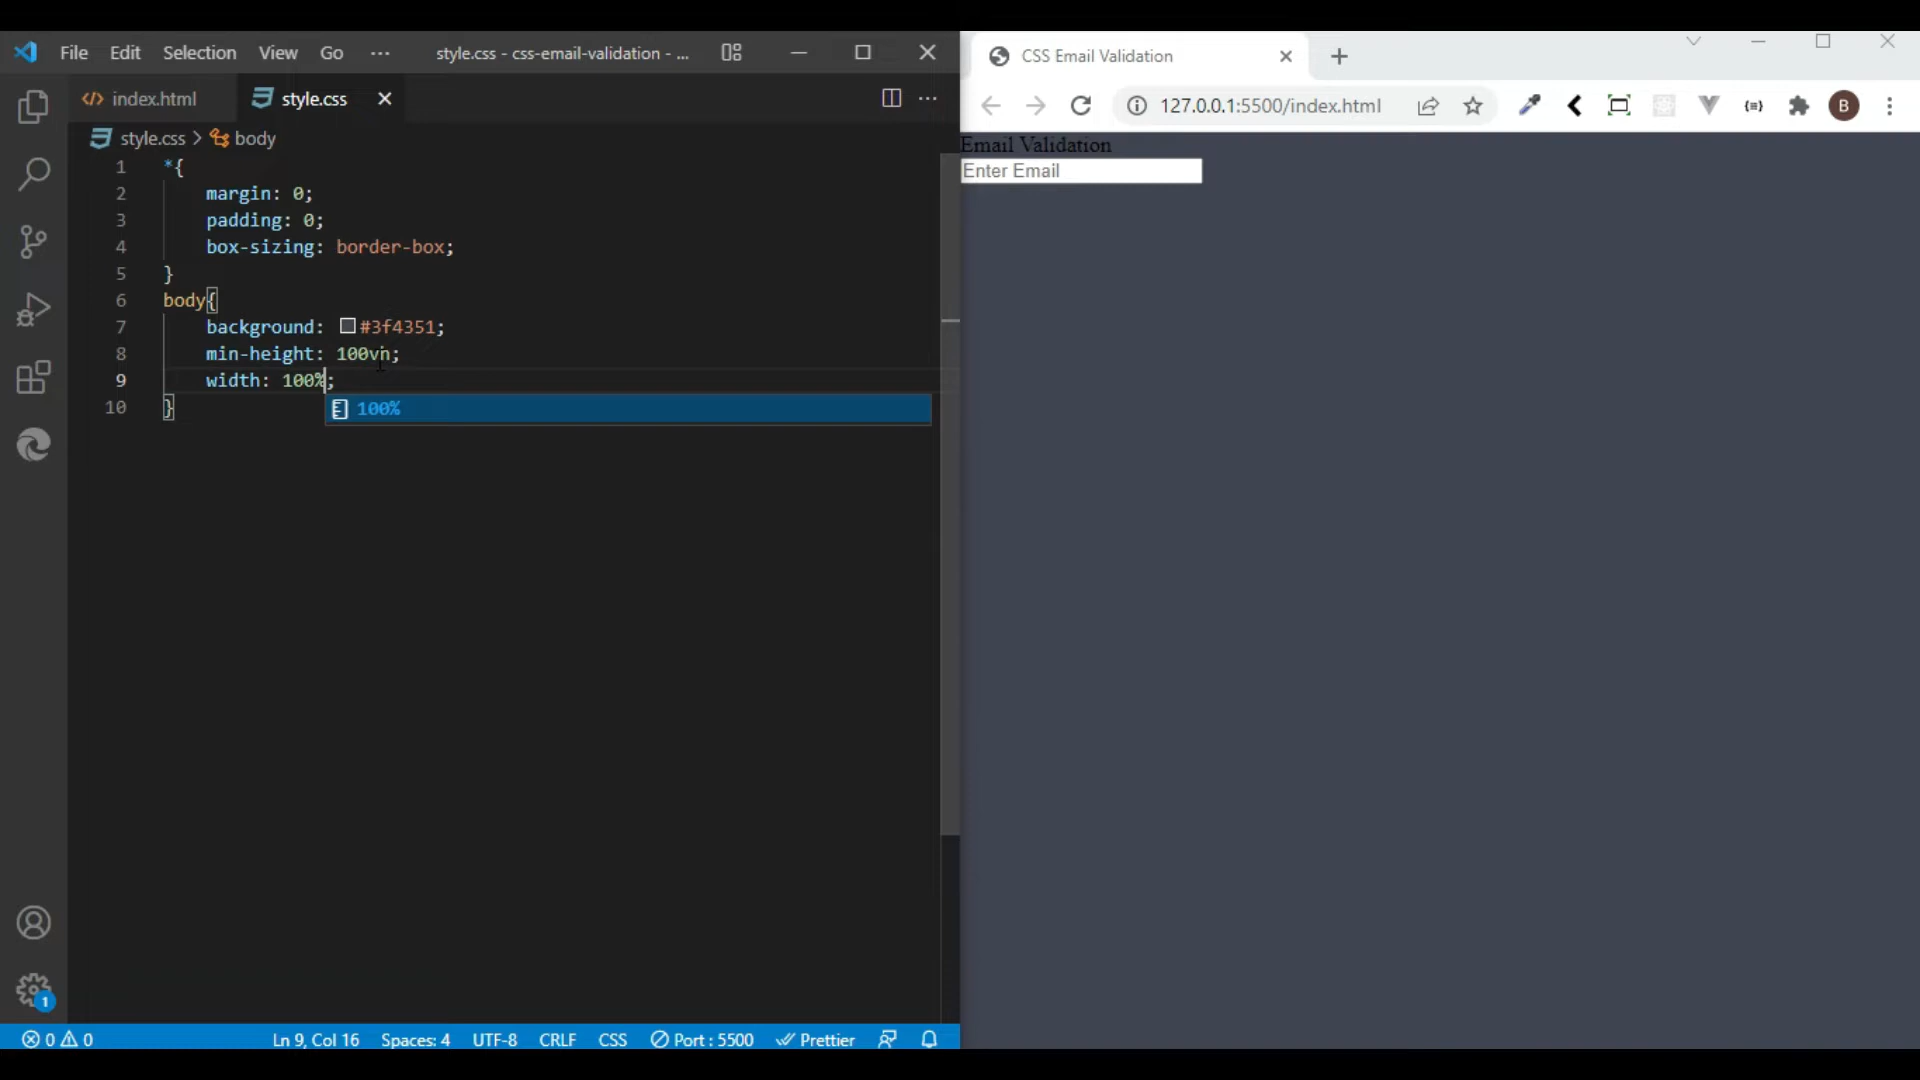 File Edit Selection View Go ... style.css - css-email-validation - ...
index.html style.css
style.css > body
1 *{
2 margin: 0;
3 padding: 0;
4 box-sizing: border-box;
5 }
6 body{
7 background: #3f4351;
8 min-height: 100vh;
9 width: 100%;
10 }
100%
1
0 0 Ln 9, Col 16 Spaces: 4 UTF-8 CRLF CSS Port : 5500 Prettier
CSS Email Validation
127.0.0.1:5500/index.html B
Email Validation
Enter Email